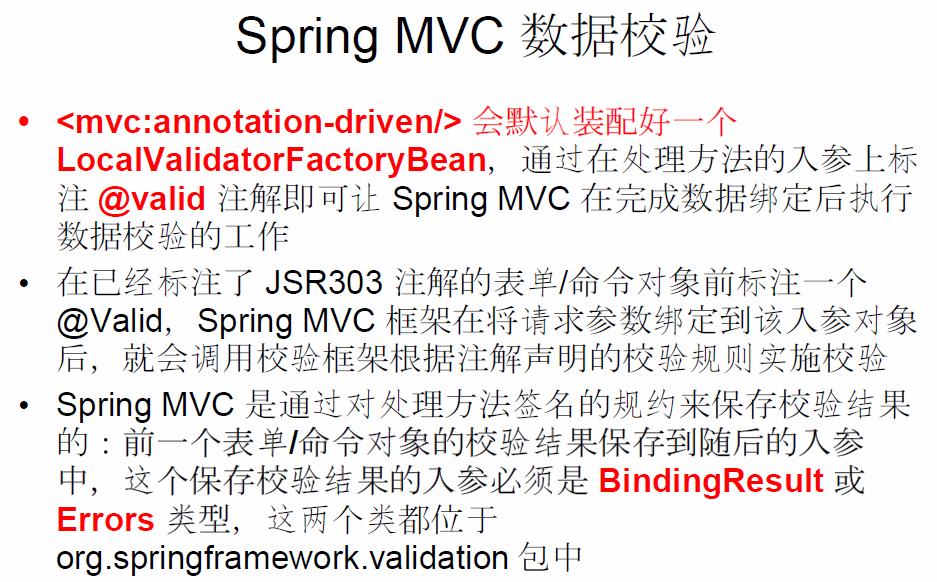 Spring MVC 数据校验
• <mvc:annotation-driven/> 会默认装配好一个
LocalValidatorFactoryBean，通过在处理方法的入参上标
注 @valid 注解即可让 Spring MVC 在完成数据绑定后执行
数据校验的工作
• 在已经标注了 JSR303 注解的表单/命令对象前标注一个
@Valid，Spring MVC 框架在将请求参数绑定到该入参对象
后，就会调用校验框架根据注解声明的校验规则实施校验
• Spring MVC 是通过对处理方法签名的规约来保存校验结果
的：前一个表单/命令对象的校验结果保存到随后的入参
中，这个保存校验结果的入参必须是 BindingResult 或
Errors 类型，这两个类都位于
org.springframework.validation 包中